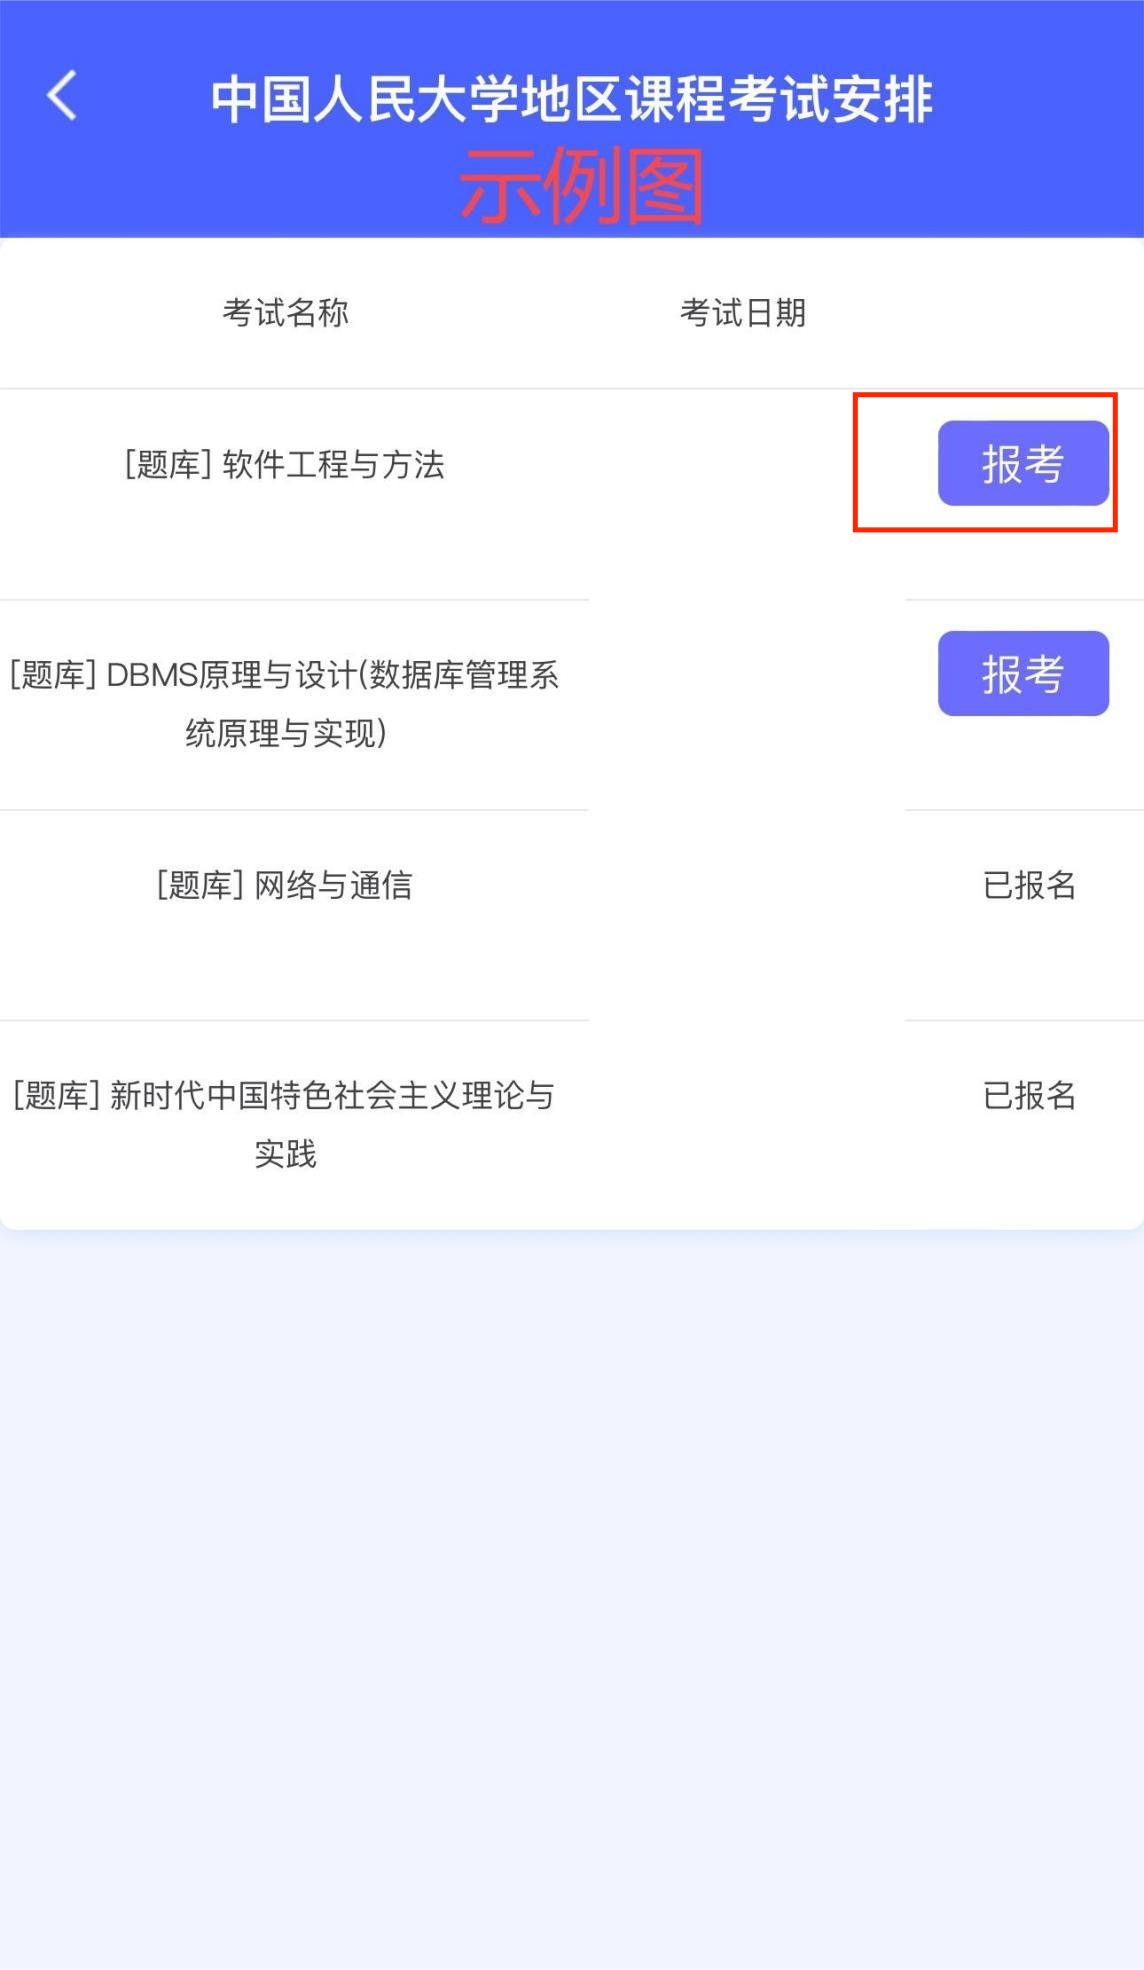 中国人民大学地区课程考试安排
示例图
考试名称 考试日期
[题库] 软件工程与方法 报考
[题库] DBMS原理与设计(数据库管理系 报考
统原理与实现)
[题库] 网络与通信 已报名
[题库] 新时代中国特色社会主义理论与 已报名
实践